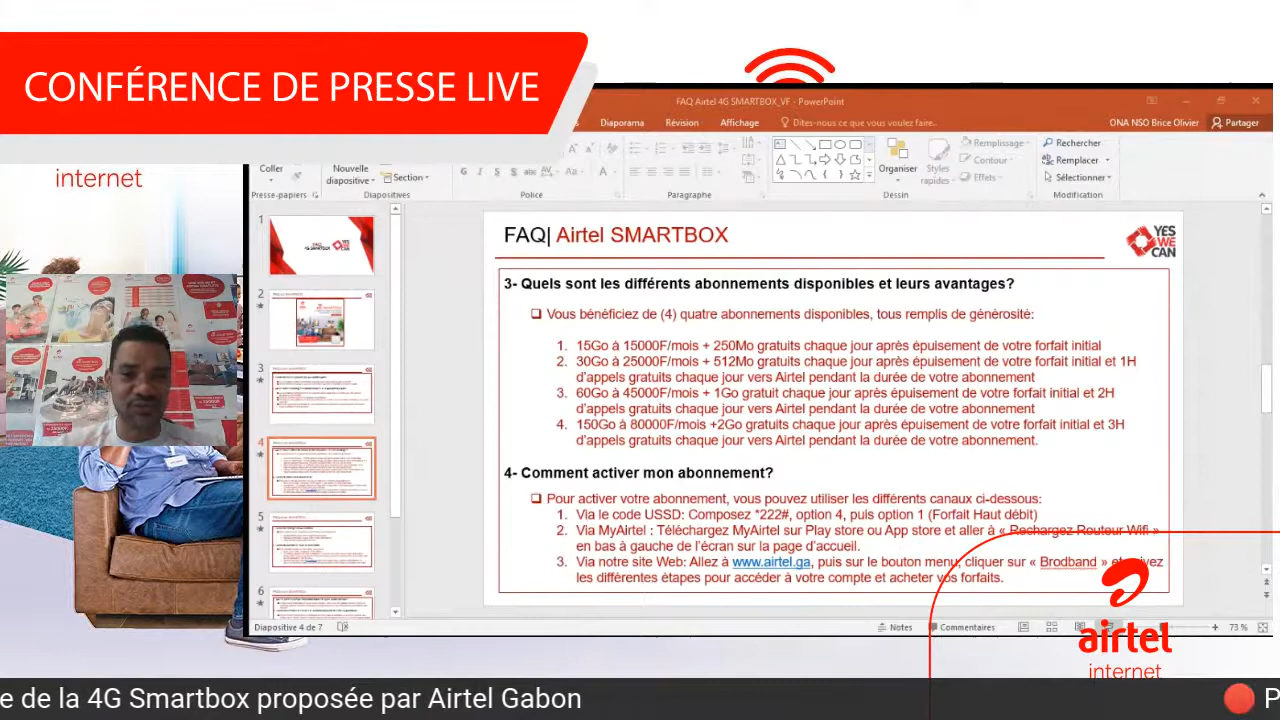 CONFÉRENCE DE PRESSE LIVE
internet
FAQ Airtel 4G SMARTBOX_VF - PowerPoint
Diaporama Révision Affichage Dites-nous ce que vous voulez faire..
ONA NSO Brice Olivier Partager
Coller
Nouvelle
diapositive
Section
Organiser
Styles
rapides
Remplissage
Contour
Effets
Rechercher
Remplacer
Sélectionner
Presse-papiers Diapositives Police Paragraphe Dessin Modification
1
2
3
4
5
6
FAQ| Airtel SMARTBOX
YES
WE
CAN
3- Quels sont les différents abonnements disponibles et leurs avantages?
Vous bénéficiez de (4) quatre abonnements disponibles, tous remplis de générosité:
1. 15Go à 15000F/mois + 250Mo gratuits chaque jour après épuisement de votre forfait initial
2. 30Go à 25000F/mois + 512Mo gratuits chaque jour après épuisement de votre forfait initial et 1H
d'appels gratuits chaque jour vers Airtel pendant la durée de votre abonnement
60Go à 45000F/mois + 1Go gratuit chaque jour après épuisement de votre forfait initial et 2H
d'appels gratuits chaque jour vers Airtel pendant la durée de votre abonnement
4. 150Go à 80000F/mois +2Go gratuits chaque jour après épuisement de votre forfait initial et 3H
d'appels gratuits chaque jour vers Airtel pendant la durée de votre abonnement.
4- Comment activer mon abonnement?
Pour activer votre abonnement, vous pouvez utiliser les différents canaux ci-dessous:
1. Via le code USSD: Composez *222#, option 4, puis option 1 (Forfait Haut débit)
2. Via MyAirtel : Téléchargez MyAirtel sur Play store ou App store et aller à « Rechargez Routeur Wifi »
en bas à gauche de l'écran sur la page d'accueil.
3. Via notre site Web: Allez à www.airtel.ga, puis sur le bouton menu, cliquer sur « Brodband » et suivez
les différentes étapes pour accéder à votre compte et acheter vos forfaits.
Diapositive 4 de 7
Notes Commentaires
73 %
airtel
internet
e de la 4G Smartbox proposée par Airtel Gabon
P